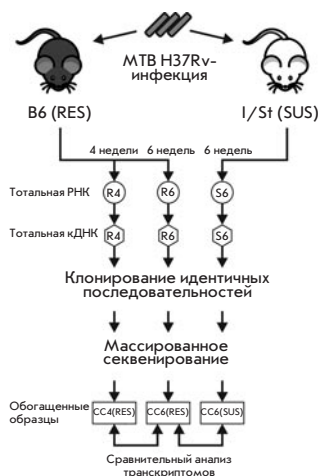 МТВ H37Rv-
инфекция
B6 (RES)
I/St (SUS)
4 недели 6 недель 6 недель
Тотальная РНК R4 R6 S6
Тотальная кДНК R4 R6 S6
Клонирование идентичных
последовательностей
Массированное
секвенирование
Обогащенные
образцы
CC4(RES) CC6(RES) CC6(SUS)
Сравнительный анализ
транскриптомов